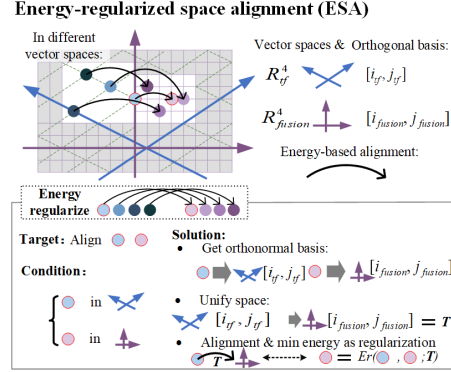 Energy-regularized space alignment (ESA)
In different
vector spaces:
Vector spaces & Orthogonal basis:
R⁴tf [i_tf, j_tf]
R⁴fusion [i_fusion, j_fusion]
Energy-based alignment:
Energy
regularize
Target: Align
Solution:
• Get orthonormal basis:
[i_tf, j_tf] [i_fusion, j_fusion]
Condition:
in
in
• Unify space:
[i_tf, j_tf] [i_fusion, j_fusion] = T
• Alignment & min energy as regularization
T = Er( , ;T)